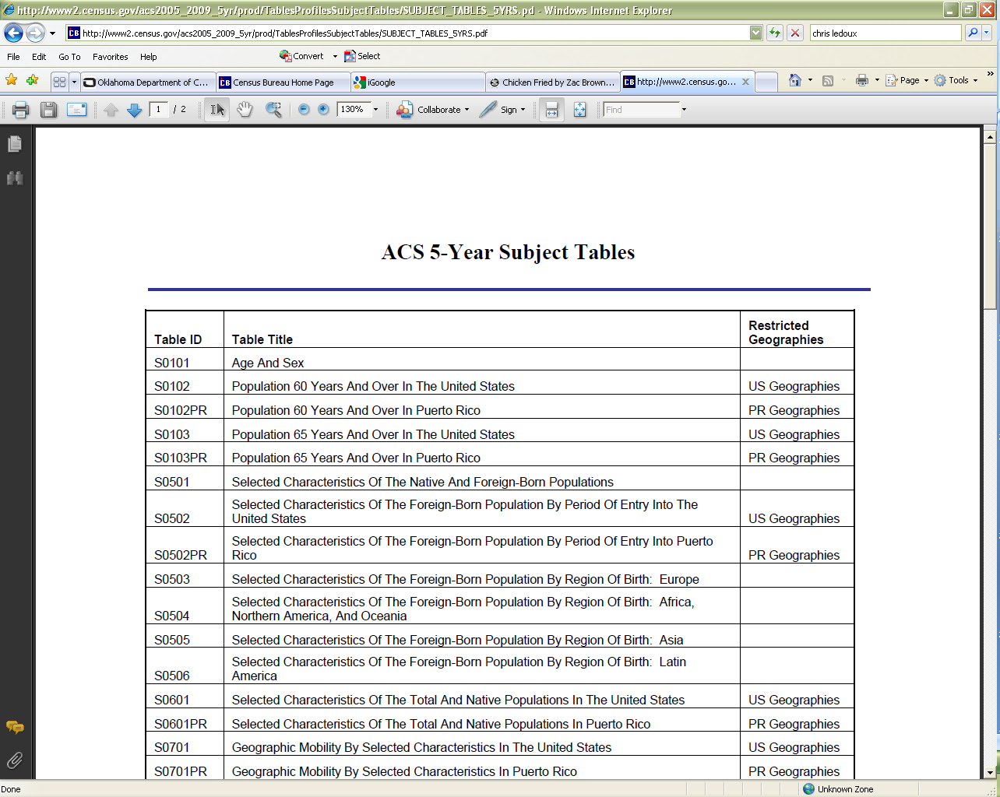 http://www2.census.gov/acs2005_2009_5yr/prod/TablesProfilesSubjectTables/SUBJECT_TABLES_5YRS.pd - Windows Internet Explorer
http://www2.census.gov/acs2005_2009_5yr/prod/TablesProfilesSubjectTables/SUBJECT_TABLES_5YRS.pdf
chris ledoux
File Edit Go To Favorites Help
Convert Select
Oklahoma Department of C...
CB Census Bureau Home Page
iGoogle
Chicken Fried by Zac Brown...
CB http://www2.census.go...
Page Tools
1 / 2
130%
Collaborate
Sign
Find
ACS 5-Year Subject Tables
Table ID Table Title Restricted Geographies
S0101 Age And Sex
S0102 Population 60 Years And Over In The United States US Geographies
S0102PR Population 60 Years And Over In Puerto Rico PR Geographies
S0103 Population 65 Years And Over In The United States US Geographies
S0103PR Population 65 Years And Over In Puerto Rico PR Geographies
S0501 Selected Characteristics Of The Native And Foreign-Born Populations
Selected Characteristics Of The Foreign-Born Population By Period Of Entry Into The
S0502 United States US Geographies
Selected Characteristics Of The Foreign-Born Population By Period Of Entry Into Puerto
S0502PR Rico PR Geographies
S0503 Selected Characteristics Of The Foreign-Born Population By Region Of Birth: Europe
Selected Characteristics Of The Foreign-Born Population By Region Of Birth: Africa,
S0504 Northern America, And Oceania
S0505 Selected Characteristics Of The Foreign-Born Population By Region Of Birth: Asia
Selected Characteristics Of The Foreign-Born Population By Region Of Birth: Latin
S0506 America
S0601 Selected Characteristics Of The Total And Native Populations In The United States US Geographies
S0601PR Selected Characteristics Of The Total And Native Populations In Puerto Rico PR Geographies
S0701 Geographic Mobility By Selected Characteristics In The United States US Geographies
S0701PR Geographic Mobility By Selected Characteristics In Puerto Rico PR Geographies
Done
Unknown Zone